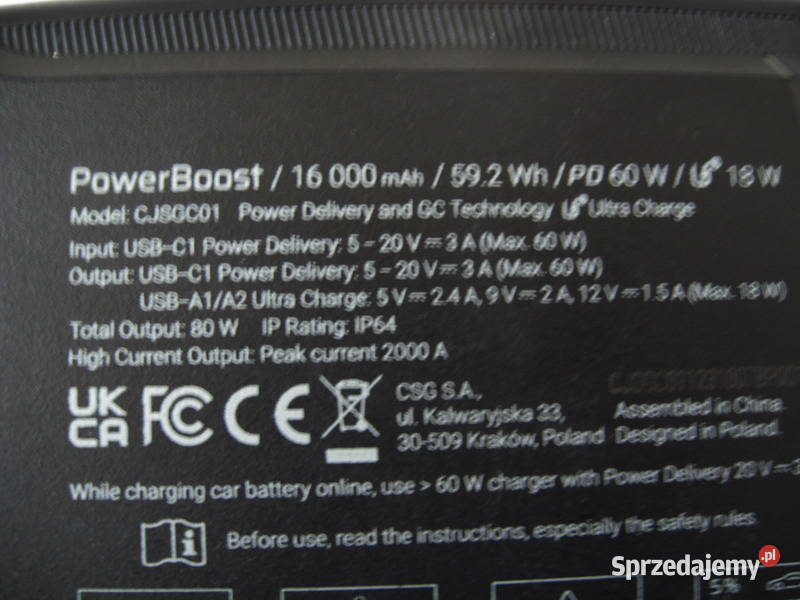 PowerBoost / 16 000 mAh / 59.2 Wh / PD 60 W / 18 W
Model: CJSGC01 Power Delivery and GC Technology Ultra Charge
Input: USB-C1 Power Delivery: 5 – 20 V ⎓ 3 A (Max. 60 W)
Output: USB-C1 Power Delivery: 5 – 20 V ⎓ 3 A (Max. 60 W)
USB-A1/A2 Ultra Charge: 5 V ⎓ 2.4 A, 9 V ⎓ 2 A, 12 V ⎓ 1.5 A (Max. 18 W)
Total Output: 80 W IP Rating: IP64
High Current Output: Peak current 2000 A
UK CA FC CE
CSG S.A.,
ul. Kalwaryjska 33,
30-509 Kraków, Poland
Assembled in China.
Designed in Poland.
While charging car battery online, use > 60 W charger with Power Delivery 20 V ⎓
Before use, read the instructions, especially the safety rules.
Sprzedajemy.pl
5%